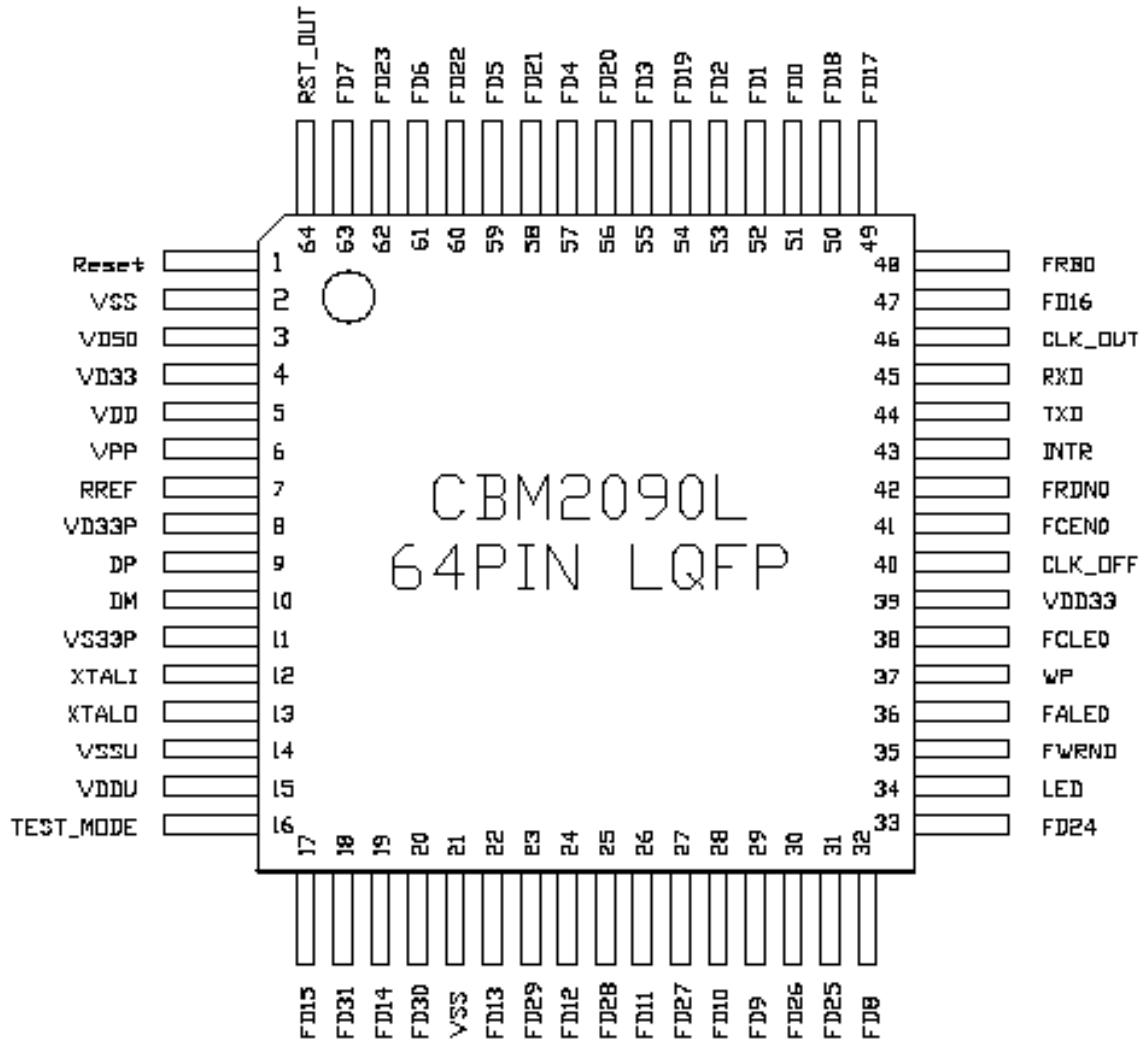 RST_OUT
FD7
FD23
FD6
FD22
FD5
FD21
FD4
FD20
FD3
FD19
FD2
FD1
FD0
FD18
FD17
64
63
62
61
60
59
58
57
56
55
54
53
52
51
50
49
Reset 1
VSS 2
VD50 3
VD33 4
VDD 5
VPP 6
RREF 7
VD33P 8
DP 9
DM 10
VS33P 11
XTALI 12
XTALO 13
VSSU 14
VDDU 15
TEST_MODE 16
CBM2090L
64PIN LQFP
48 FRB0
47 FD16
46 CLK_OUT
45 RXD
44 TXD
43 INTR
42 FRDN0
41 FCEN0
40 CLK_OFF
39 VDD33
38 FCLE0
37 WP
36 FALE0
35 FWRN0
34 LED
33 FD24
17
18
19
20
21
22
23
24
25
26
27
28
29
30
31
32
FD15
FD31
FD14
FD30
VSS
FD13
FD29
FD12
FD28
FD11
FD27
FD10
FD9
FD26
FD25
FD8